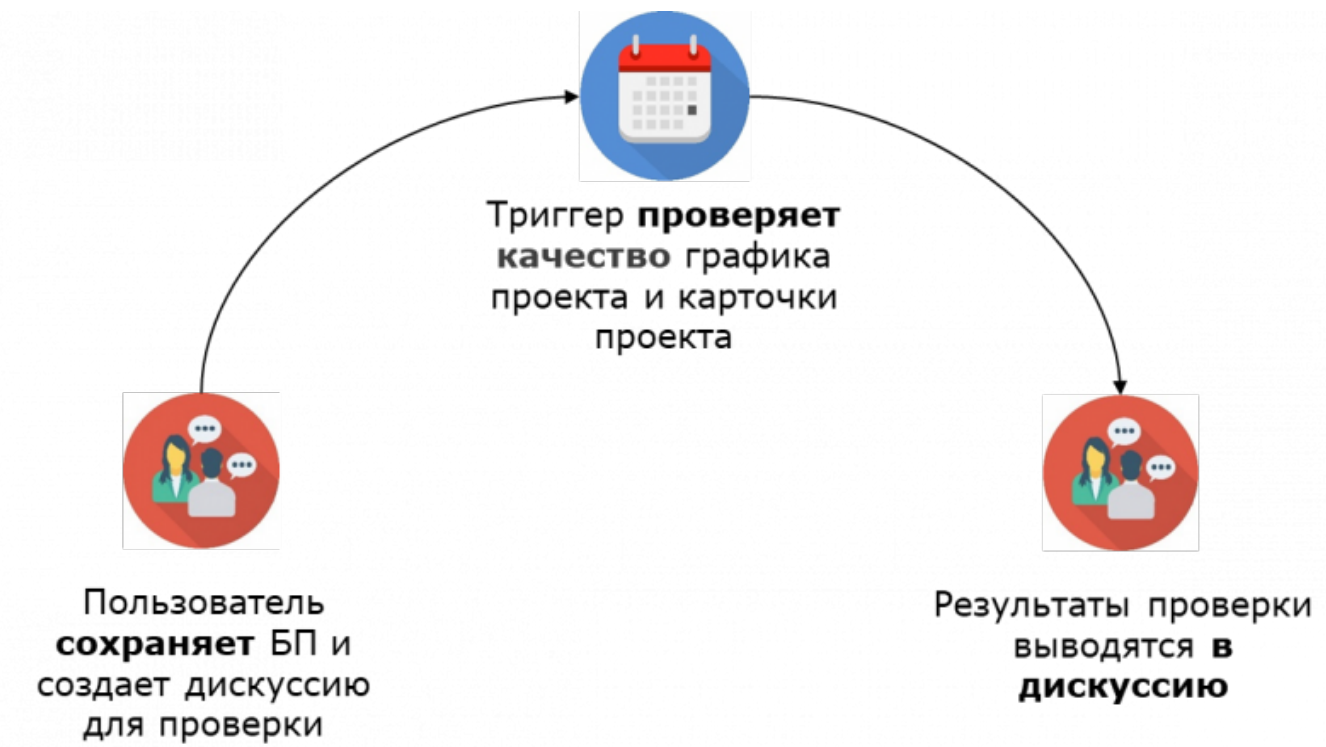 Триггер проверяет
качество графика
проекта и карточки
проекта
Пользователь
сохраняет БП и
создает дискуссию
для проверки
Результаты проверки
выводятся в
дискуссию